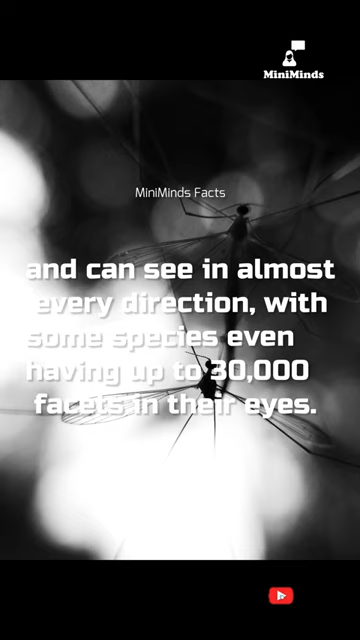 MiniMinds
MiniMinds Facts
and can see in almost
every direction, with
some species even
having up to 30,000
facets in their eyes.